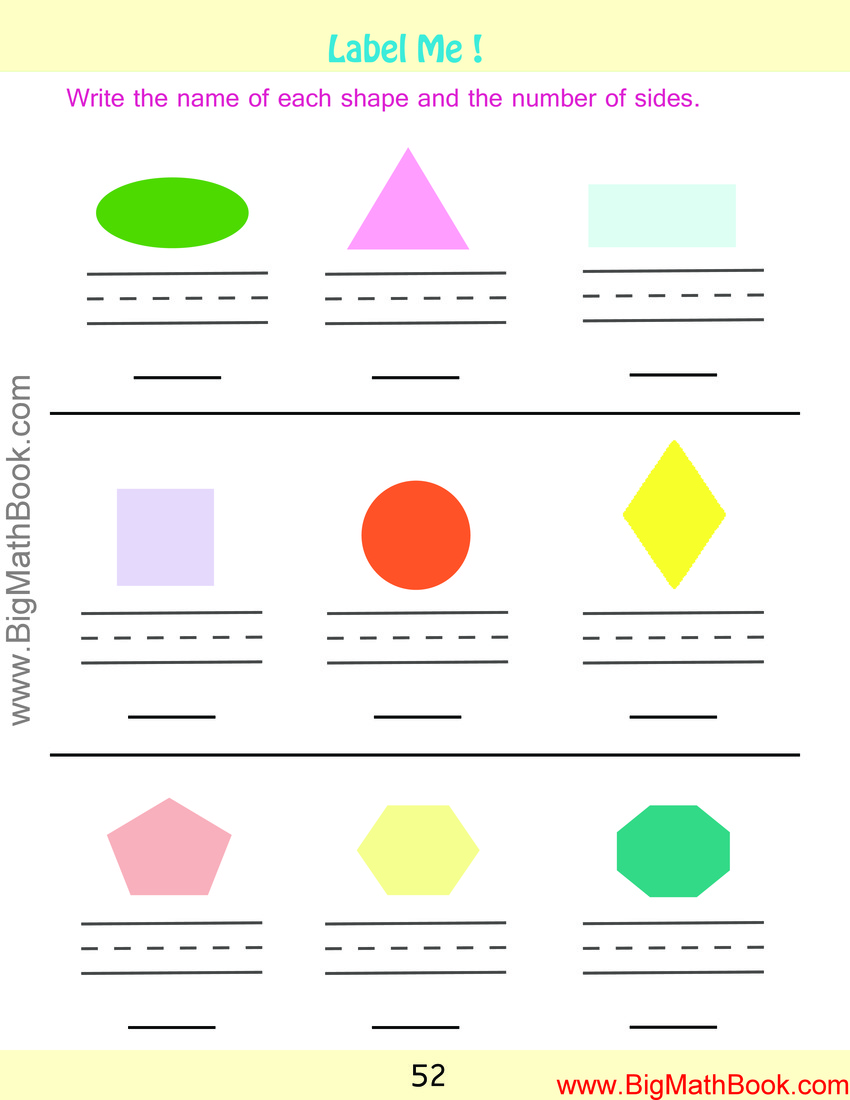 Label Me !
Write the name of each shape and the number of sides.
www.BigMathBook.com
52
www.BigMathBook.com